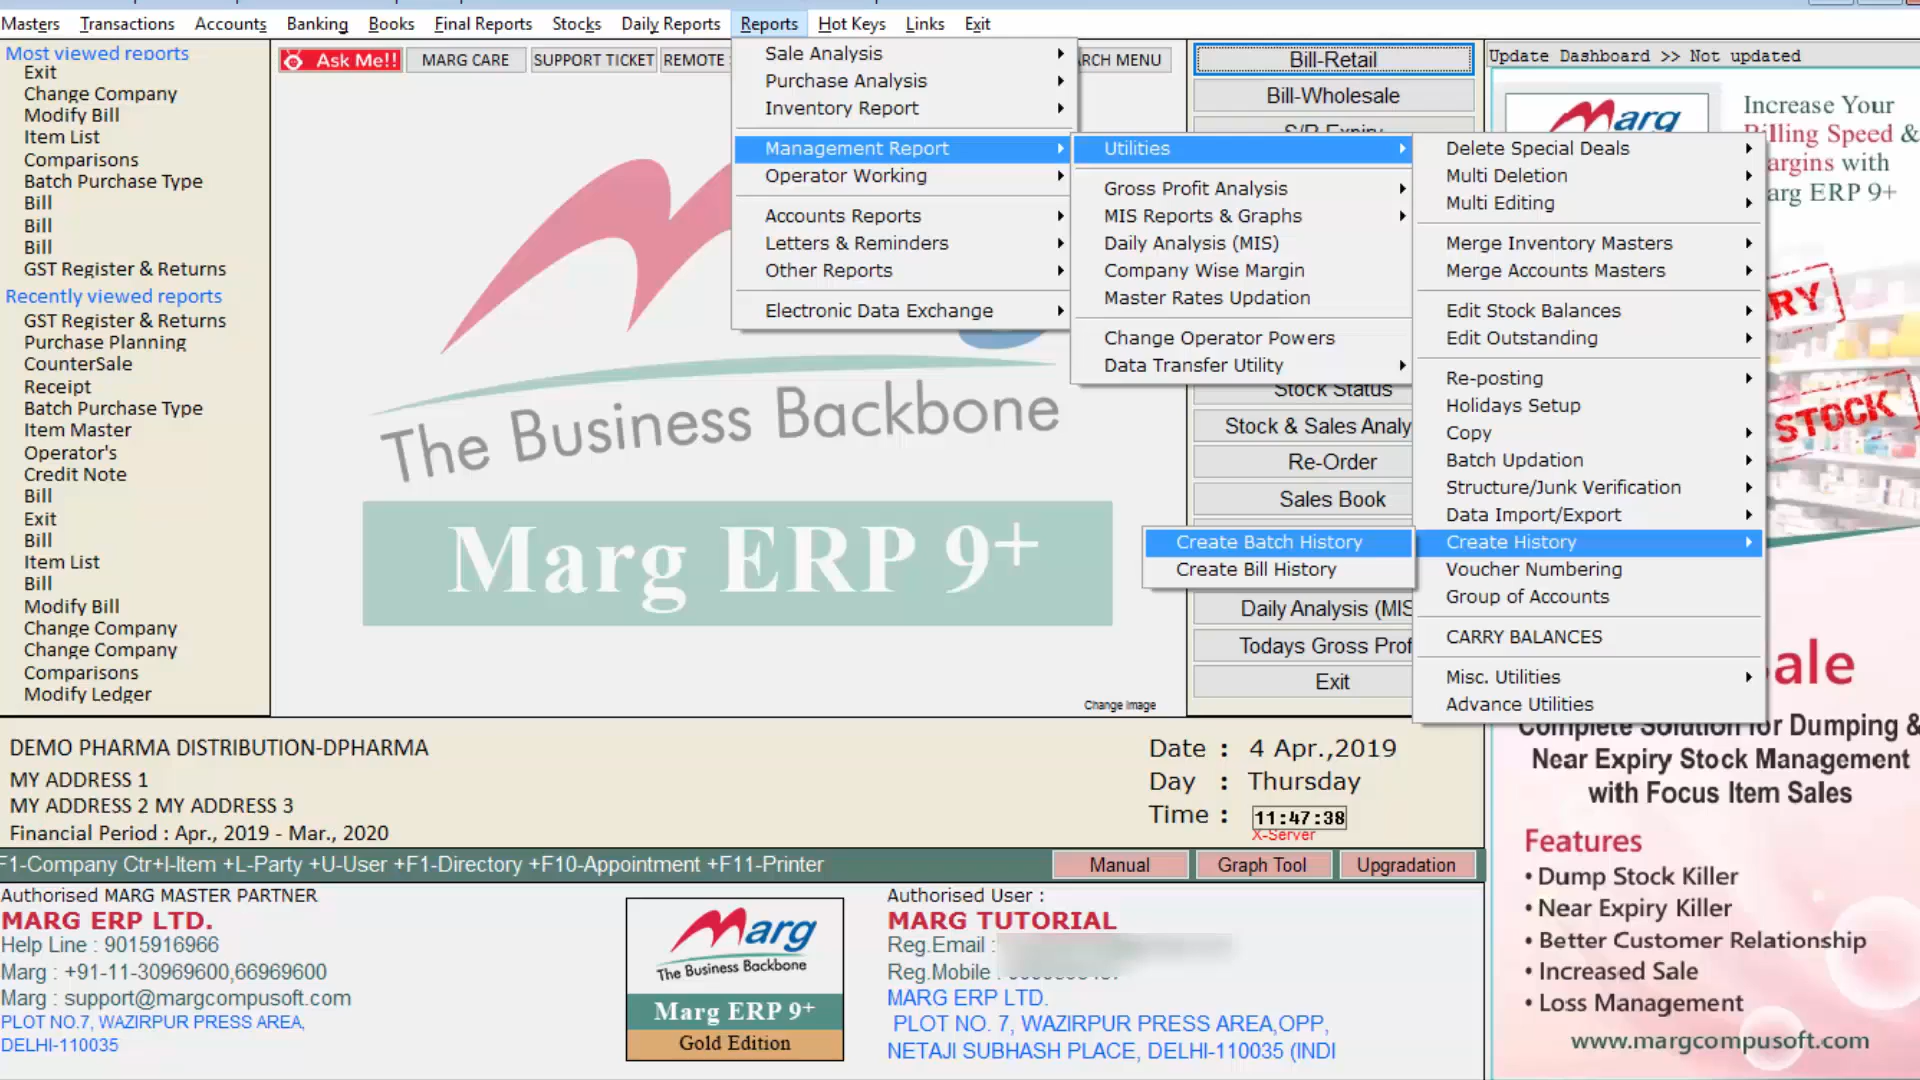 Masters Transactions Accounts Banking Books Final Reports Stocks Daily Reports Reports Hot Keys Links Exit
Most viewed reports
Exit
Change Company
Modify Bill
Item List
Comparisons
Batch Purchase Type
Bill
Bill
Bill
GST Register & Returns
Recently viewed reports
GST Register & Returns
Purchase Planning
CounterSale
Receipt
Batch Purchase Type
Item Master
Operator's
Credit Note
Bill
Exit
Bill
Item List
Bill
Modify Bill
Change Company
Change Company
Comparisons
Modify Ledger
Ask Me!! MARG CARE SUPPORT TICKET REMOTE RCH MENU
Sale Analysis
Purchase Analysis
Inventory Report
Management Report
Operator Working
Accounts Reports
Letters & Reminders
Other Reports
Electronic Data Exchange
Utilities
Gross Profit Analysis
MIS Reports & Graphs
Daily Analysis (MIS)
Company Wise Margin
Master Rates Updation
Change Operator Powers
Data Transfer Utility
Delete Special Deals
Multi Deletion
Multi Editing
Merge Inventory Masters
Merge Accounts Masters
Edit Stock Balances
Edit Outstanding
Re-posting
Holidays Setup
Copy
Batch Updation
Structure/Junk Verification
Data Import/Export
Create History
Voucher Numbering
Group of Accounts
CARRY BALANCES
Misc. Utilities
Advance Utilities
Create Batch History
Create Bill History
The Business Backbone
Marg ERP 9+
Change Image
Bill-Retail
Bill-Wholesale
S/R Expiry
Stock Status
Stock & Sales Analy
Re-Order
Sales Book
Daily Analysis (MIS
Todays Gross Prof
Exit
Update Dashboard >> Not updated
Marg
Increase Your
Billing Speed &
argins with
arg ERP 9+
RY
STOCK
ale
Complete Solution for Dumping &
Near Expiry Stock Management
with Focus Item Sales
Features
• Dump Stock Killer
• Near Expiry Killer
• Better Customer Relationship
• Increased Sale
• Loss Management
www.margcompusoft.com
DEMO PHARMA DISTRIBUTION-DPHARMA
MY ADDRESS 1
MY ADDRESS 2 MY ADDRESS 3
Financial Period : Apr., 2019 - Mar., 2020
Date : 4 Apr.,2019
Day : Thursday
Time : 11:47:38
X-Server
F1-Company Ctr+I-Item +L-Party +U-User +F1-Directory +F10-Appointment +F11-Printer
Manual Graph Tool Upgradation
Authorised MARG MASTER PARTNER
MARG ERP LTD.
Help Line : 9015916966
Marg : +91-11-30969600,66969600
Marg : support@margcompusoft.com
PLOT NO.7, WAZIRPUR PRESS AREA,
DELHI-110035
Marg
The Business Backbone
Marg ERP 9+
Gold Edition
Authorised User :
MARG TUTORIAL
Reg.Email :
Reg.Mobile :
MARG ERP LTD.
PLOT NO. 7, WAZIRPUR PRESS AREA,OPP,
NETAJI SUBHASH PLACE, DELHI-110035 (INDI